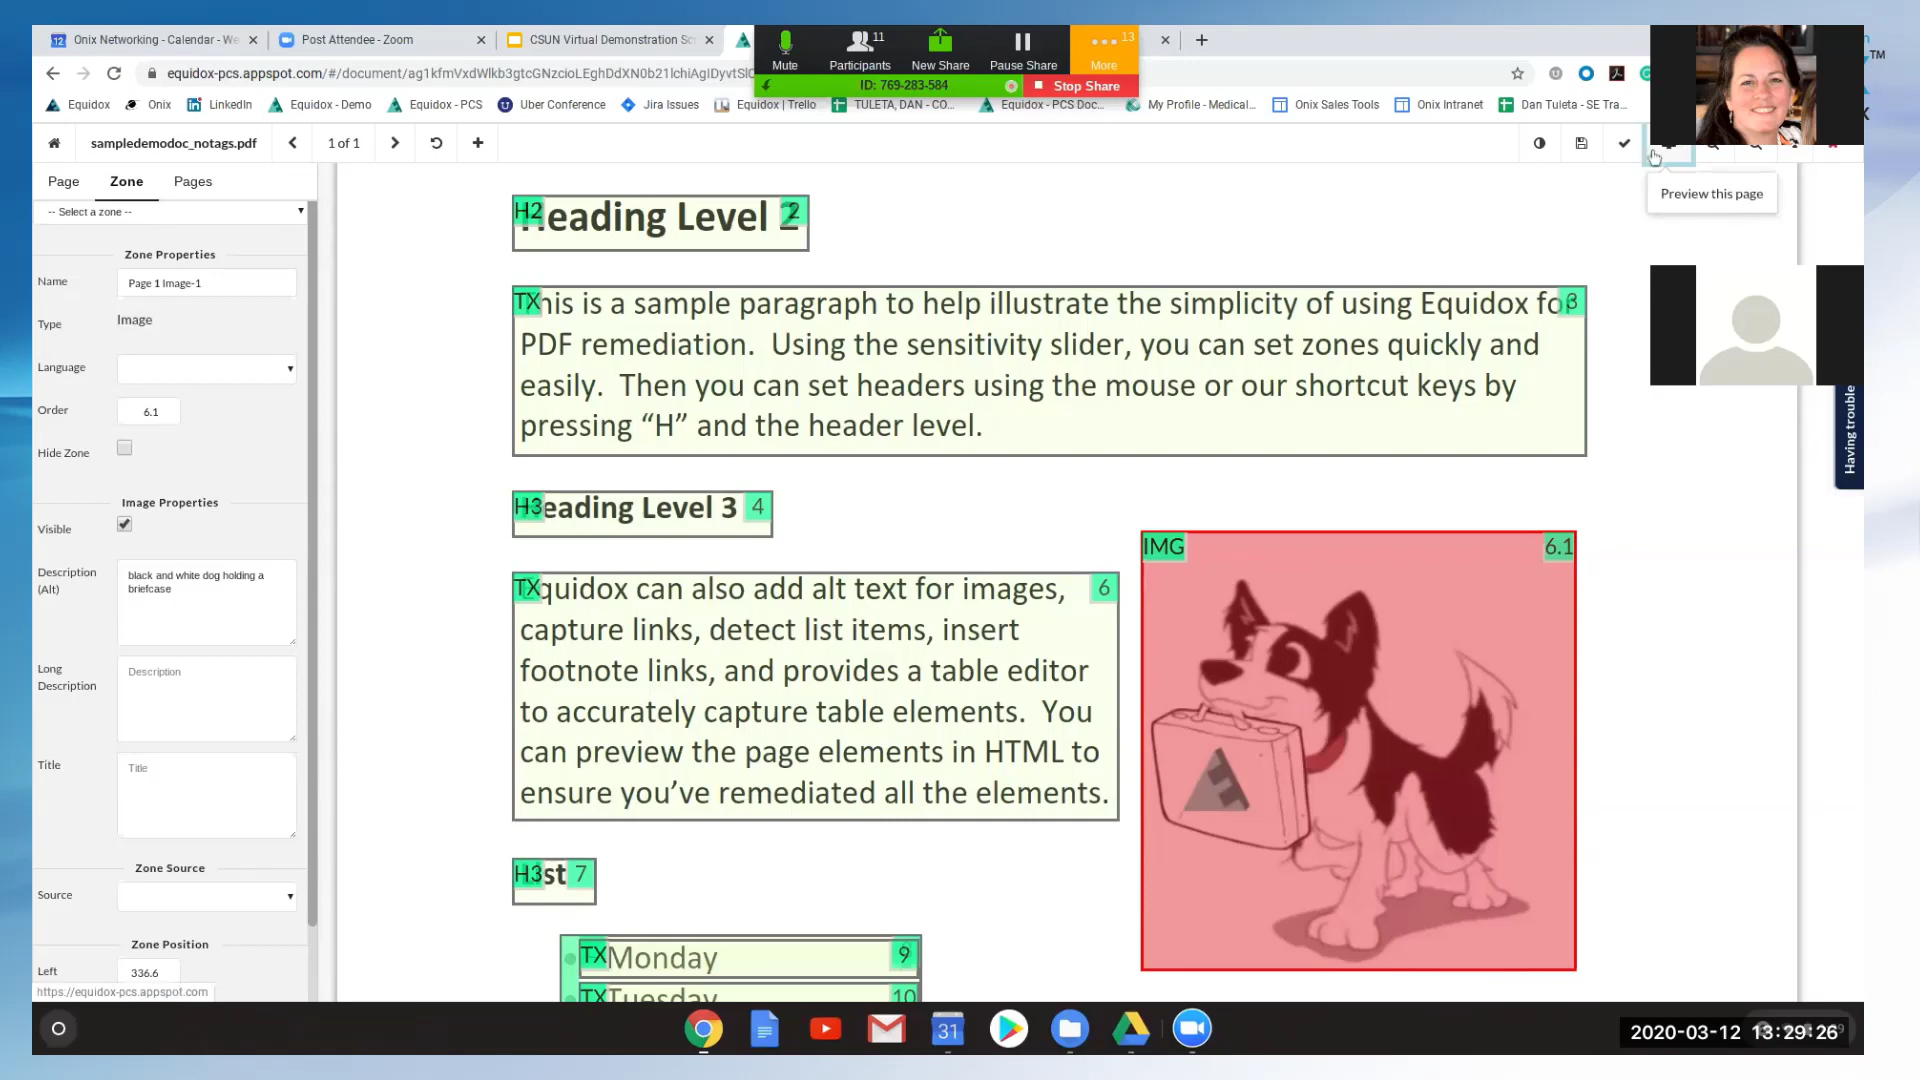 Onix Networking - Calendar - We
Post Attendee - Zoom
CSUN Virtual Demonstration Sc
Mute
Participants
11
New Share
Pause Share
More
13
ID: 769-283-584
Stop Share
equidox-pcs.appspot.com/#/document/ag1kfmVxdWlkb3gtcGNzcioLEghDdXN0b21lchiAgIDyvtSlC
Equidox
Onix
LinkedIn
Equidox - Demo
Equidox - PCS
Uber Conference
Jira Issues
Equidox | Trello
TULETA, DAN - CO...
Equidox - PCS Doc...
My Profile - Medical...
Onix Sales Tools
Onix Intranet
Dan Tuleta - SE Tra...
sampledemodoc_notags.pdf
1 of 1
Preview this page
Page
Zone
Pages
-- Select a zone --
Zone Properties
Name
Page 1 Image-1
Type
Image
Language
Order
6.1
Hide Zone
Image Properties
Visible
Description
(Alt)
black and white dog holding a
briefcase
Long
Description
Description
Title
Title
Zone Source
Source
Zone Position
Left
336.6
https://equidox-pcs.appspot.com
H2
Heading Level 2
2
TX
This is a sample paragraph to help illustrate the simplicity of using Equidox for
3
PDF remediation. Using the sensitivity slider, you can set zones quickly and
easily. Then you can set headers using the mouse or our shortcut keys by
pressing “H” and the header level.
H3
Heading Level 3
4
TX
Equidox can also add alt text for images,
6
capture links, detect list items, insert
footnote links, and provides a table editor
to accurately capture table elements. You
can preview the page elements in HTML to
ensure you’ve remediated all the elements.
IMG
6.1
H3
List
7
TX
Monday
9
TX
Tuesday
10
Having trouble
TM
31
2020-03-12 13:29:26